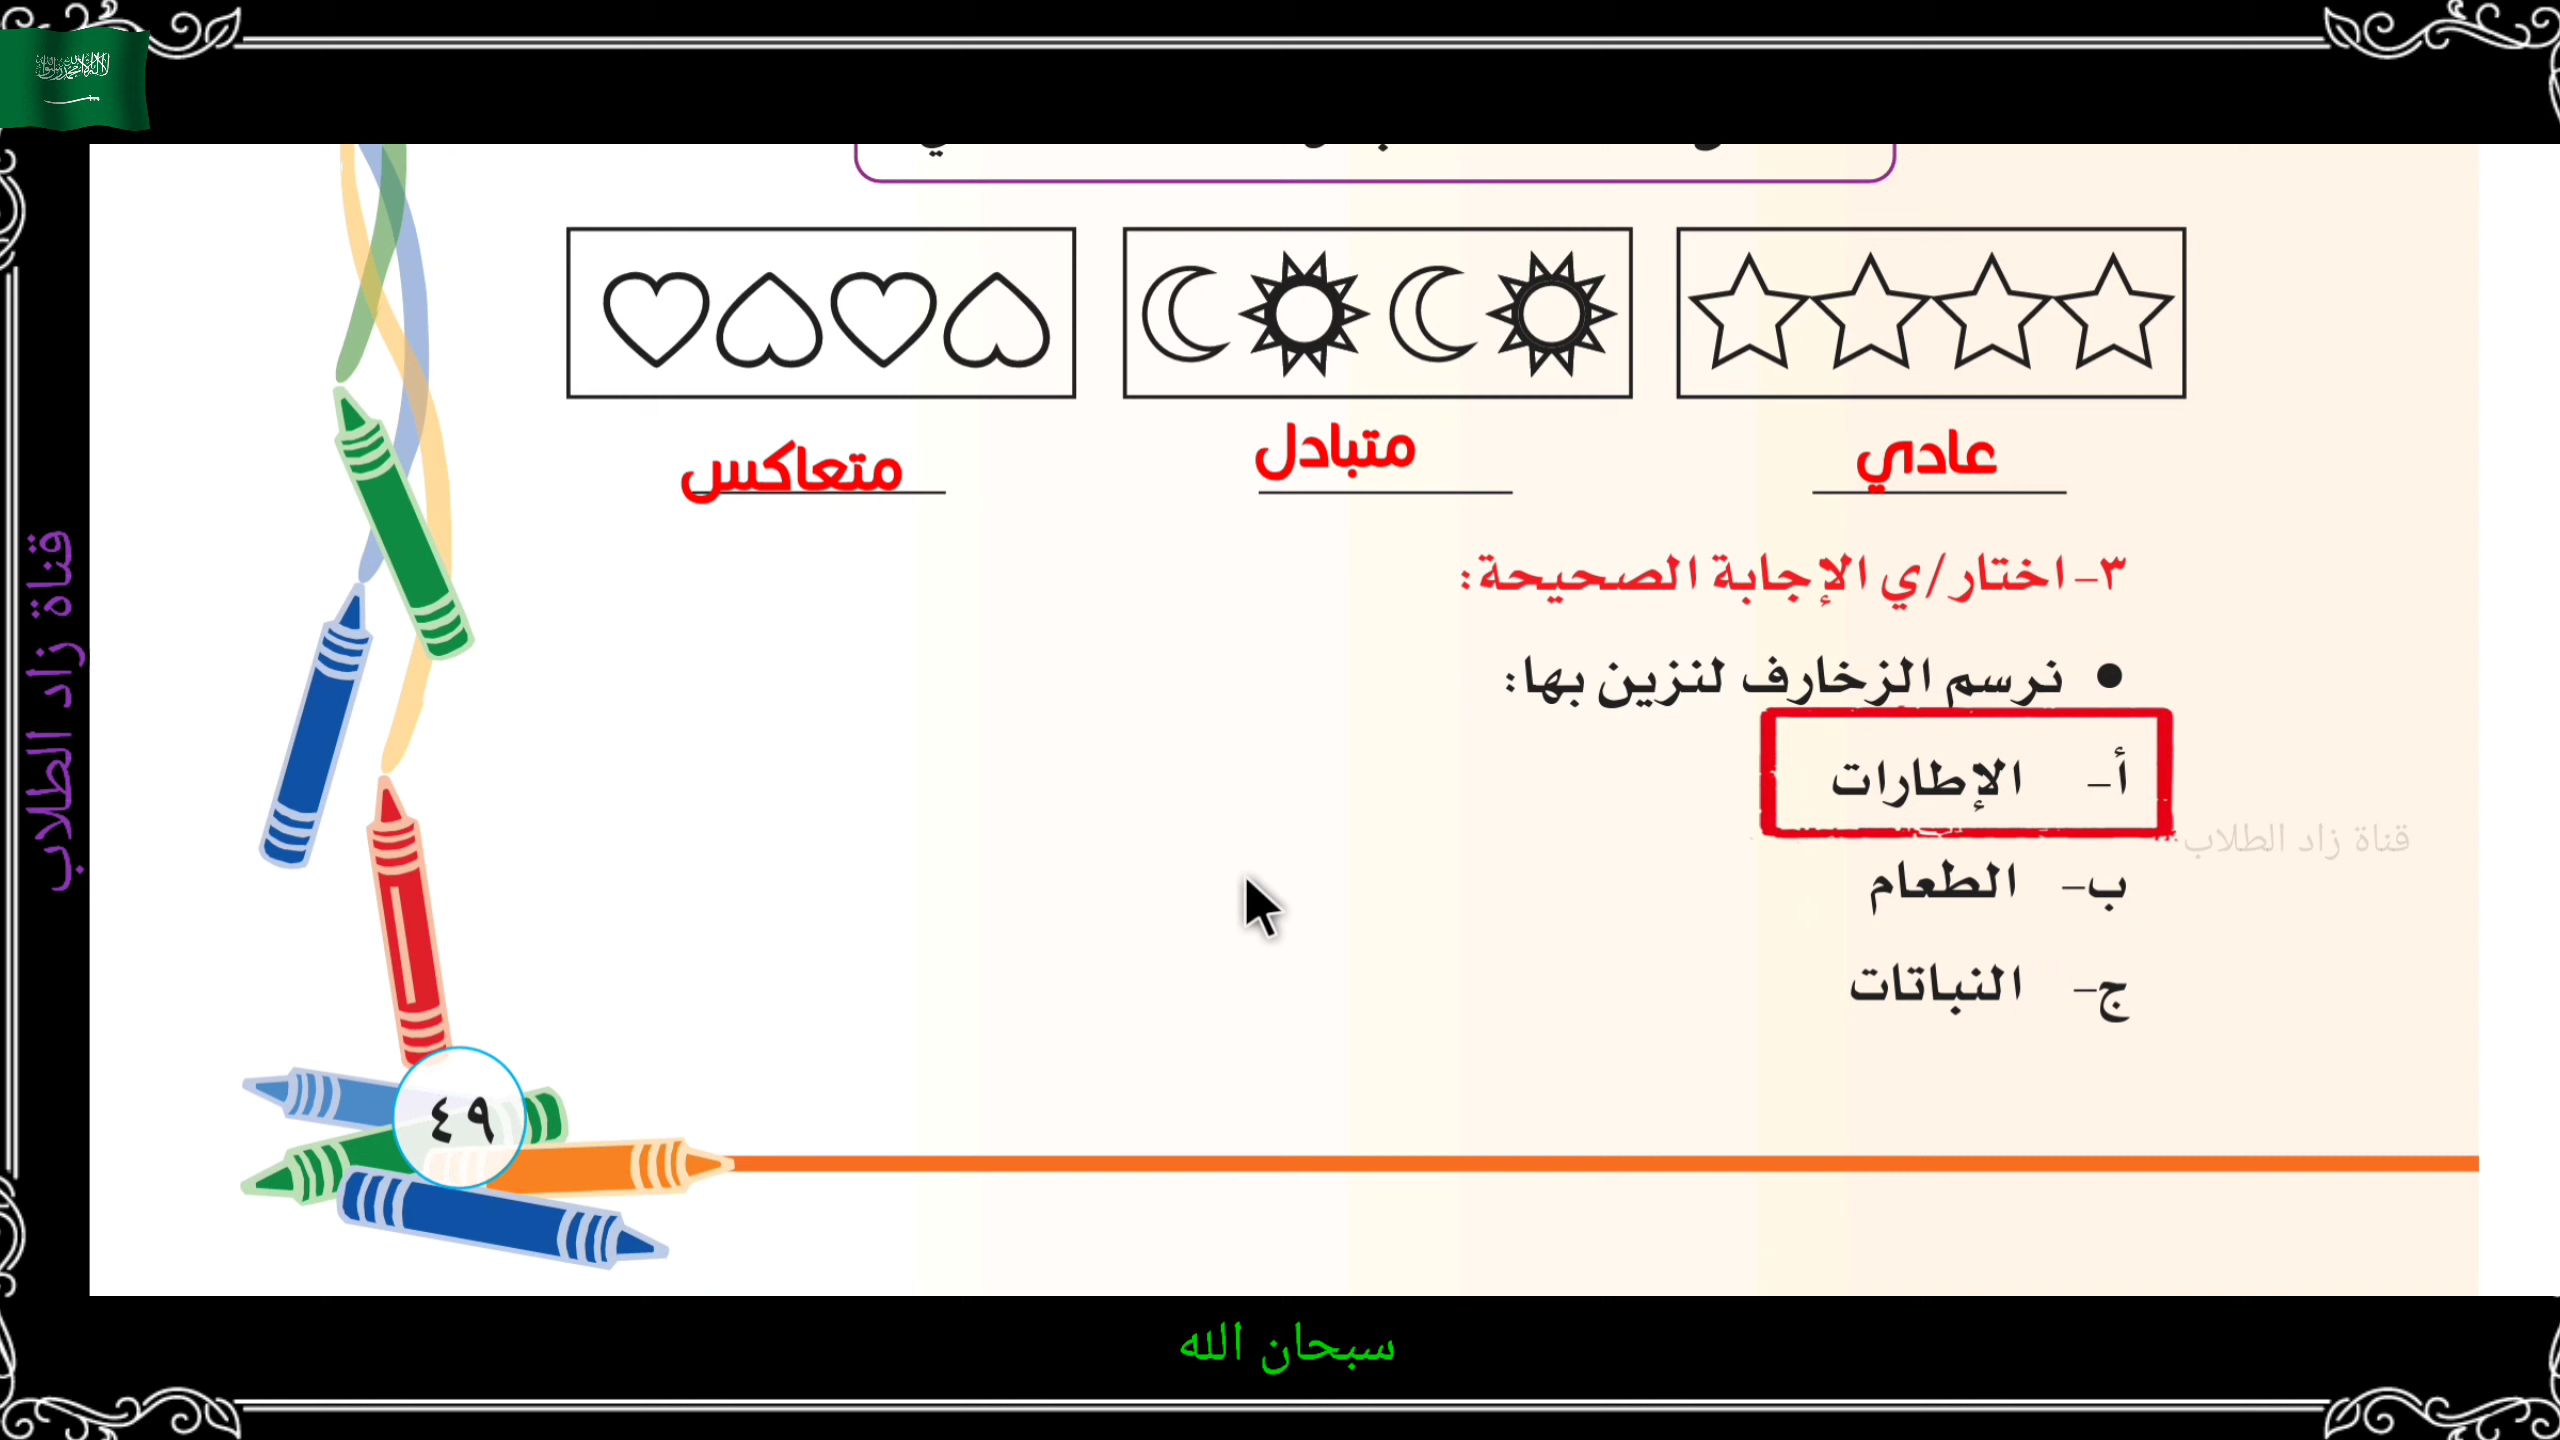 عادي
متبادل
متعاكس
٣- اختار/ي الإجابة الصحيحة:
● نرسم الزخارف لنزين بها:
أ- الإطارات
ب- الطعام
ج- النباتات
قناة زاد الطلاب
٤٩
قناة زاد الطلاب
سبحان الله